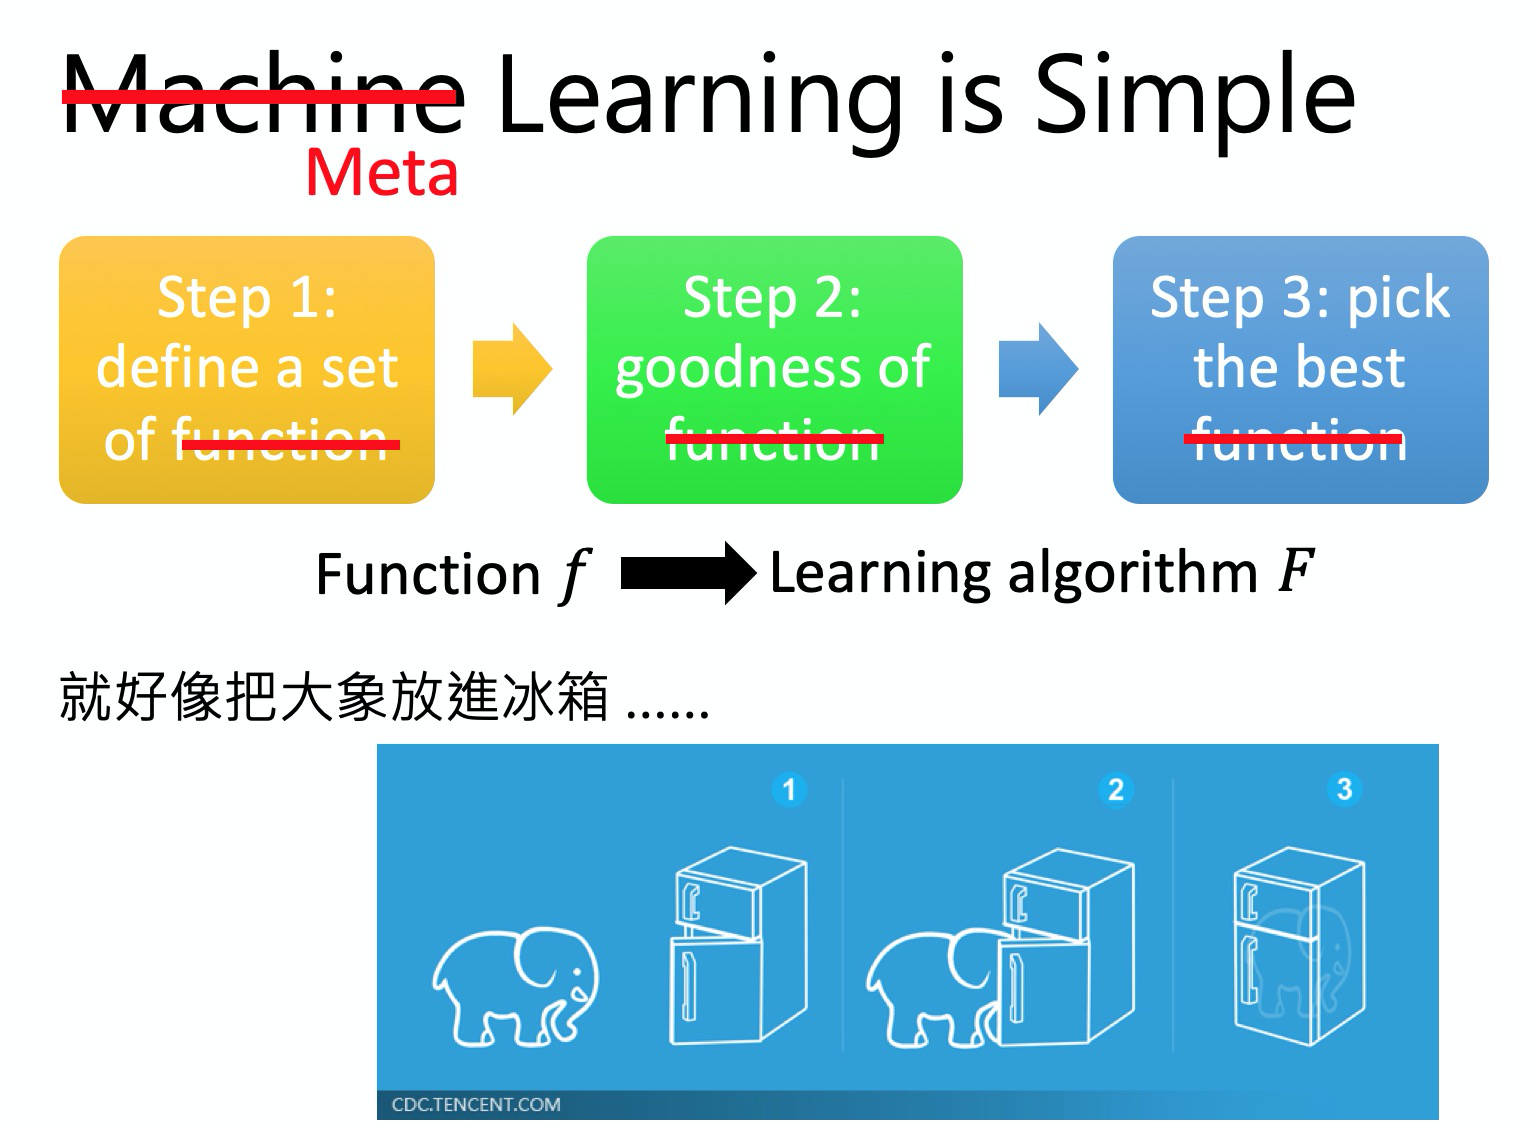 Machine Learning is Simple
Meta
Step 1:
define a set
of function
Step 2:
goodness of
function
Step 3: pick
the best
function
Function f
Learning algorithm F
就好像把大象放進冰箱 ......
1
2
3
CDC.TENCENT.COM